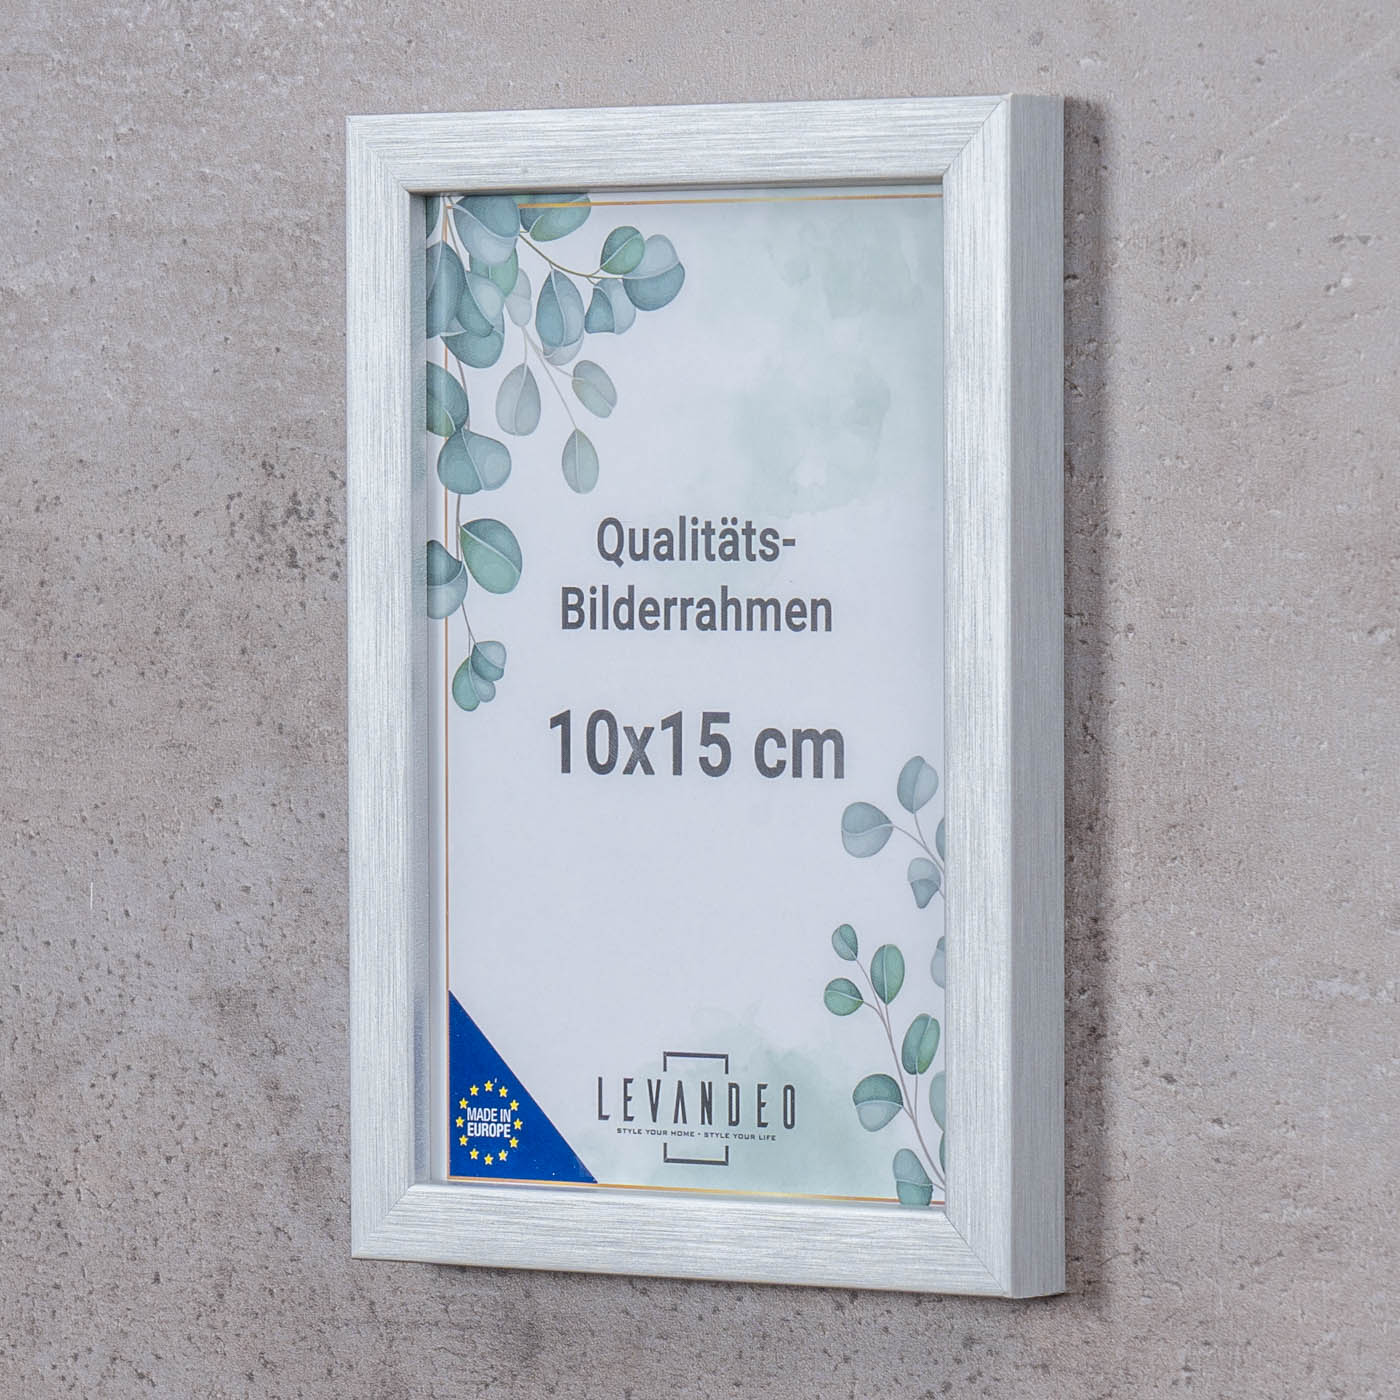 Qualitäts-
Bilderrahmen
10x15 cm
MADE IN
EUROPE
LEVANDEO
STYLE YOUR HOME • STYLE YOUR LIFE